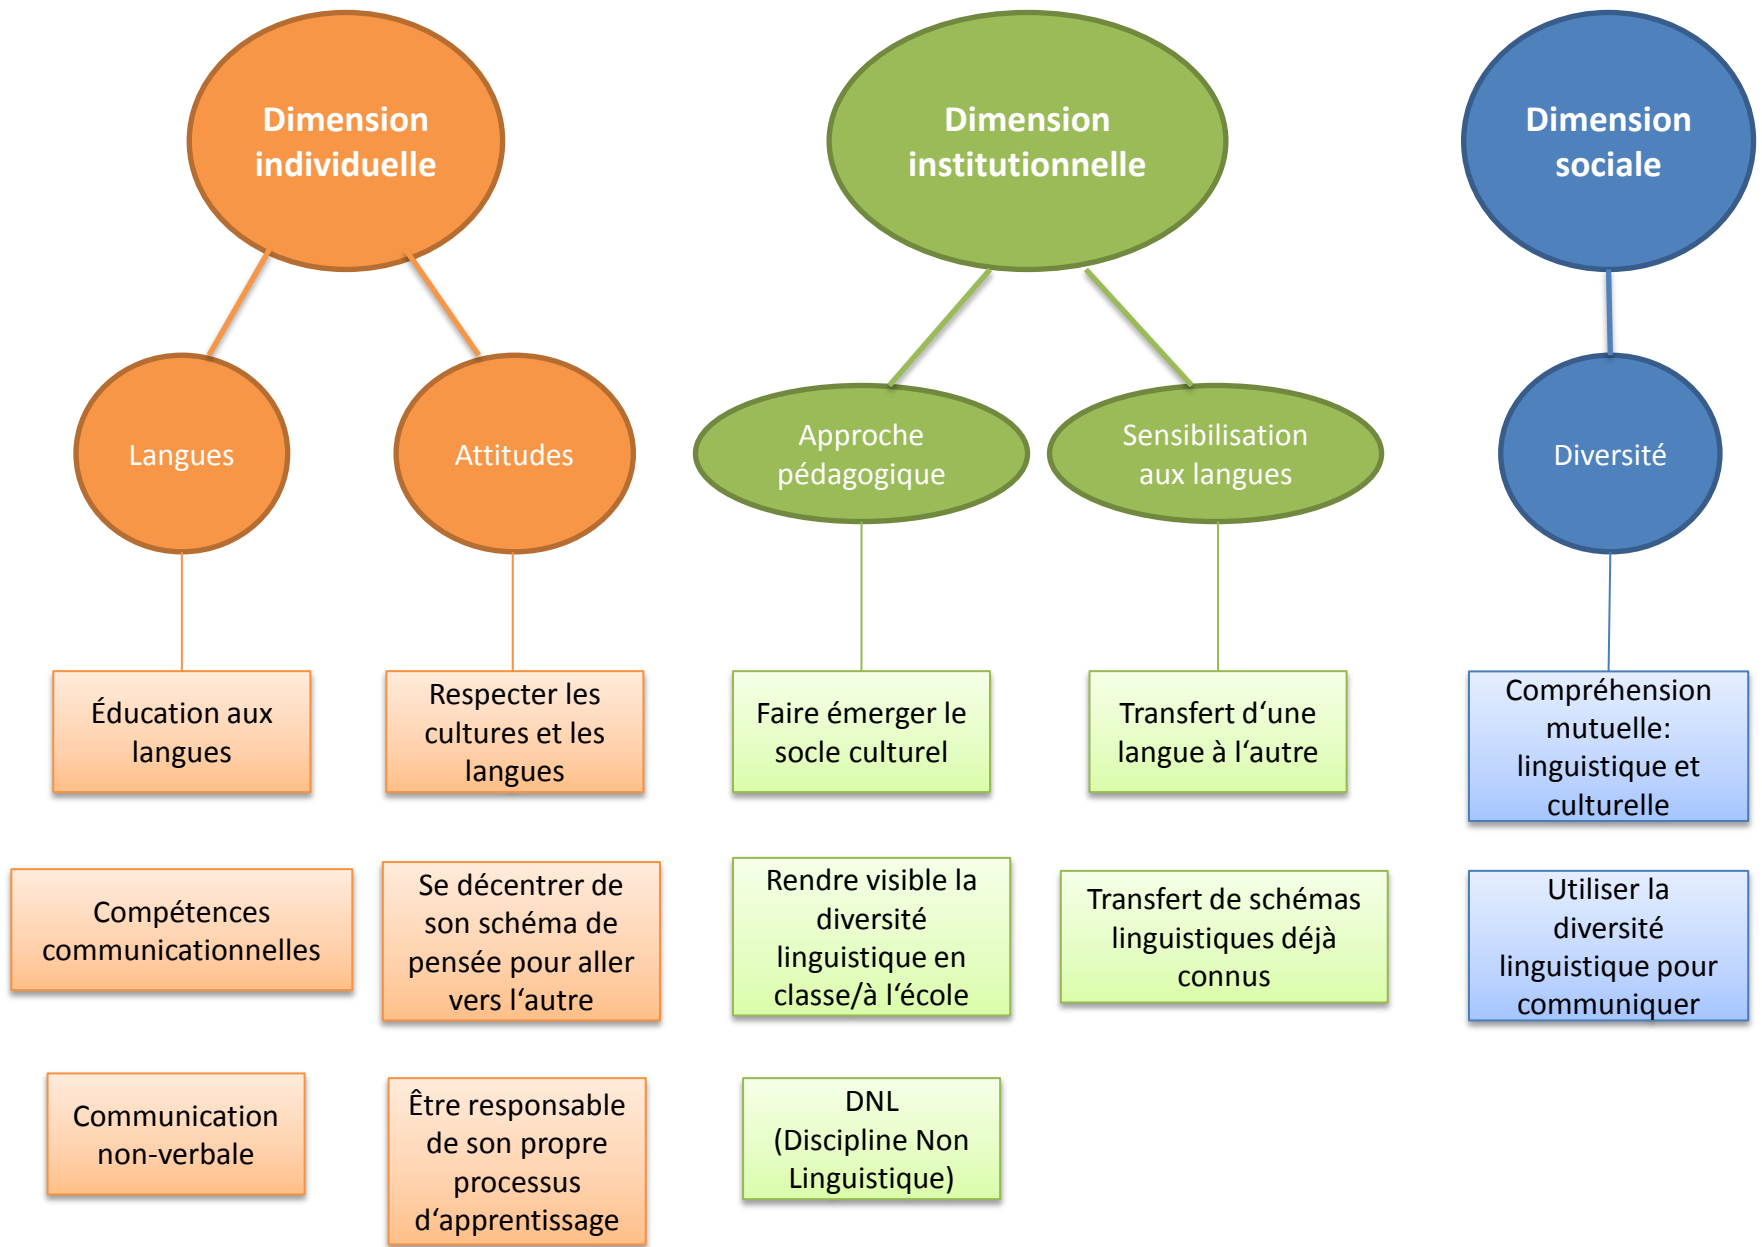 Dimension
individuelle
Dimension
institutionnelle
Dimension
sociale
Langues
Attitudes
Approche
pédagogique
Sensibilisation
aux langues
Diversité
Éducation aux
langues
Respecter les
cultures et les
langues
Faire émerger le
socle culturel
Transfert d‘une
langue à l‘autre
Compréhension
mutuelle:
linguistique et
culturelle
Compétences
communicationnelles
Se décentrer de
son schéma de
pensée pour aller
vers l‘autre
Rendre visible la
diversité
linguistique en
classe/à l‘école
Transfert de schémas
linguistiques déjà
connus
Utiliser la
diversité
linguistique pour
communiquer
Communication
non-verbale
Être responsable
de son propre
processus
d‘apprentissage
DNL
(Discipline Non
Linguistique)